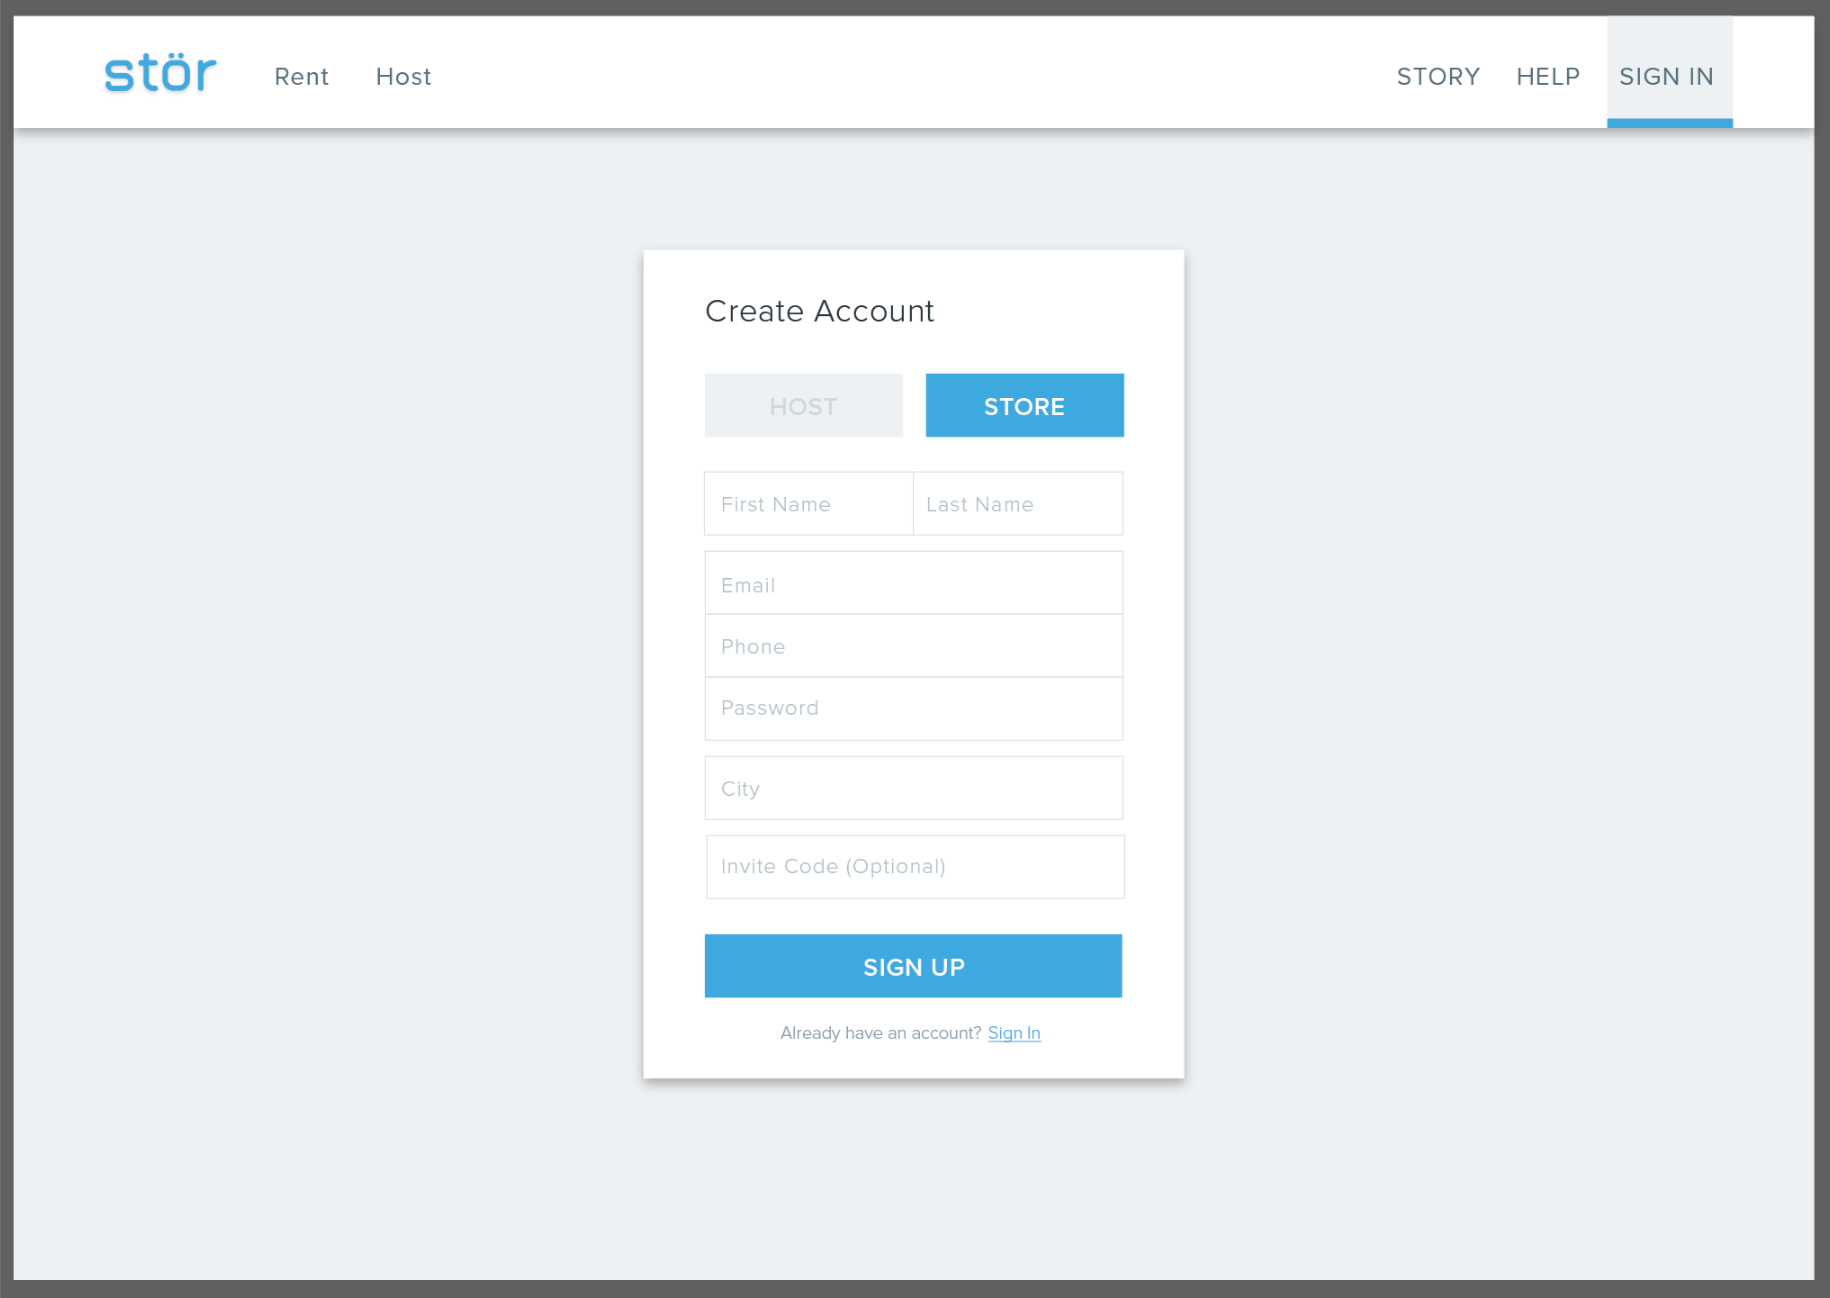 stör Rent Host STORY HELP SIGN IN
Create Account
HOST STORE
First Name Last Name
Email
Phone
Password
City
Invite Code (Optional)
SIGN UP
Already have an account? Sign In